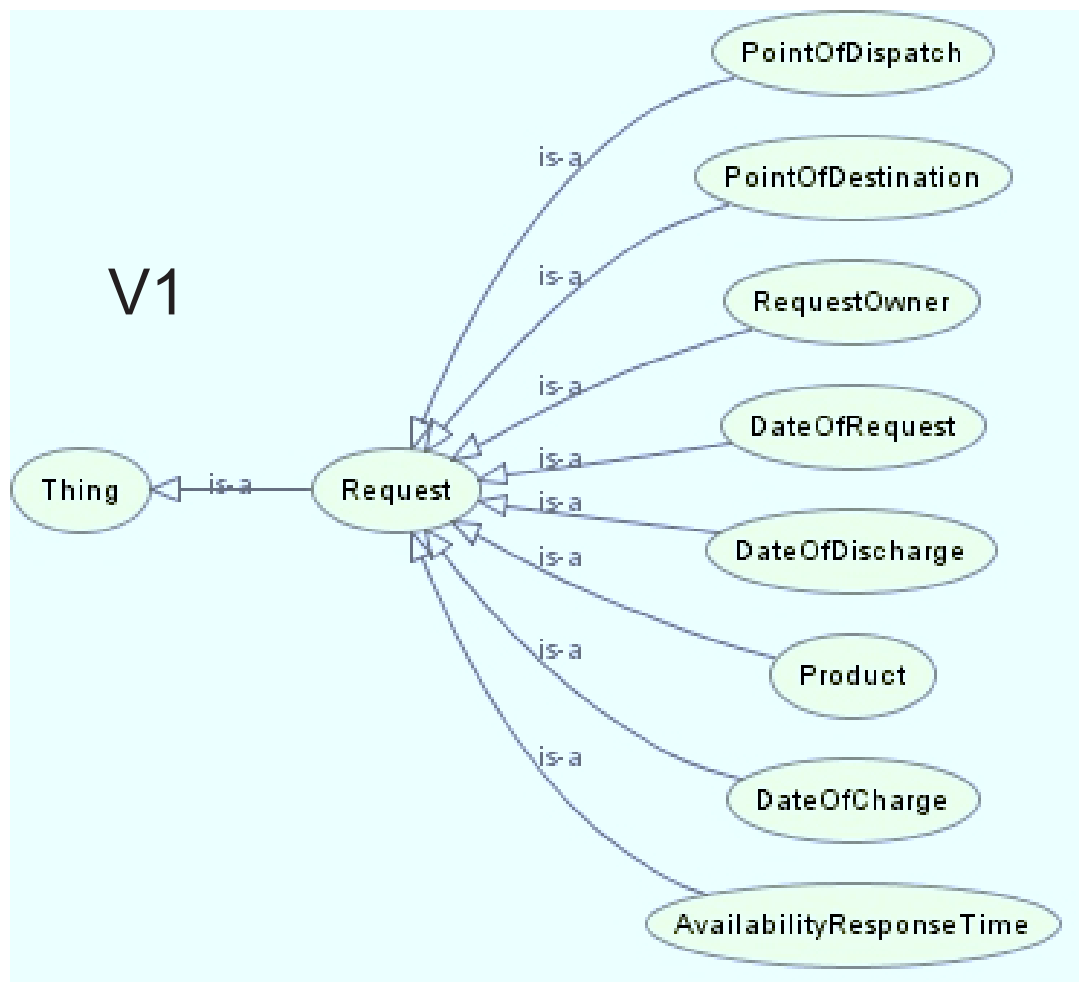 PointOfDispatch
is-a
PointOfDestination
is-a
V1
RequestOwner
is-a
DateOfRequest
is-a
Thing
is-a
Request
is-a
DateOfDischarge
is-a
Product
is-a
DateOfCharge
is-a
AvailabilityResponseTime